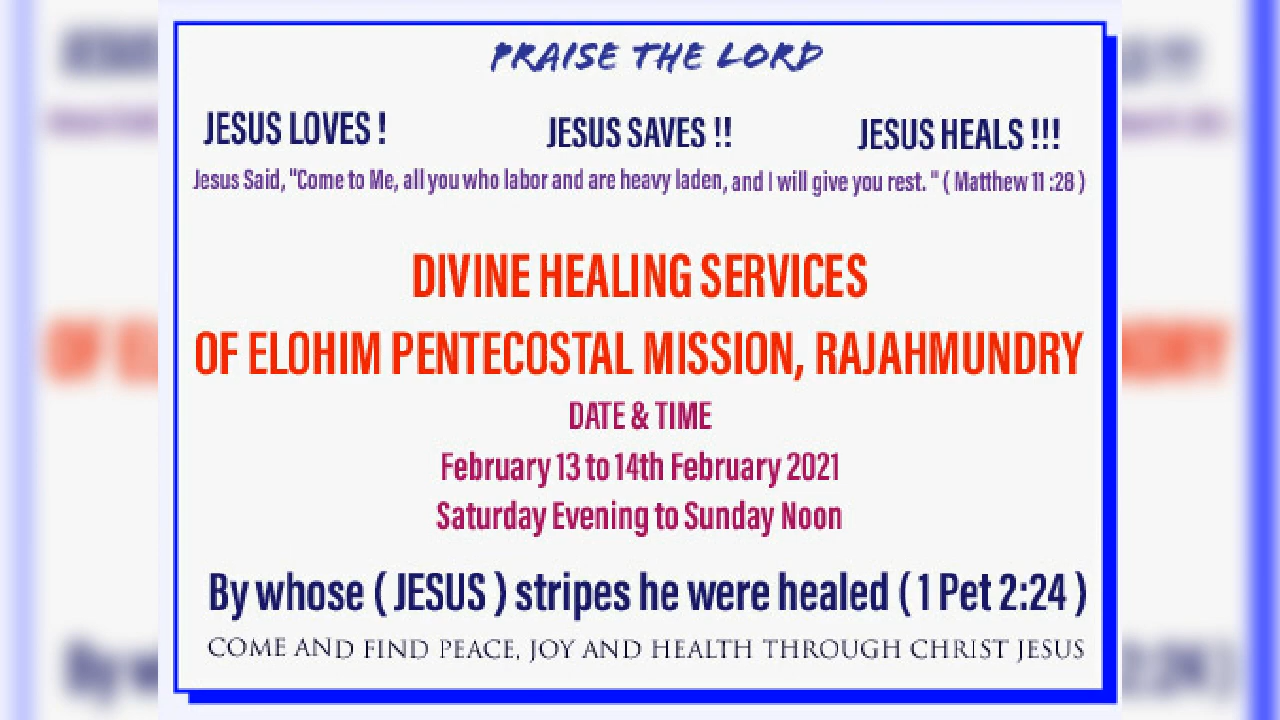 PRAISE THE LORD
JESUS LOVES ! JESUS SAVES !! JESUS HEALS !!!
Jesus Said, "Come to Me, all you who labor and are heavy laden, and I will give you rest. " ( Matthew 11 :28 )
DIVINE HEALING SERVICES
OF ELOHIM PENTECOSTAL MISSION, RAJAHMUNDRY
DATE & TIME
February 13 to 14th February 2021
Saturday Evening to Sunday Noon
By whose ( JESUS ) stripes he were healed ( 1 Pet 2:24 )
COME AND FIND PEACE, JOY AND HEALTH THROUGH CHRIST JESUS